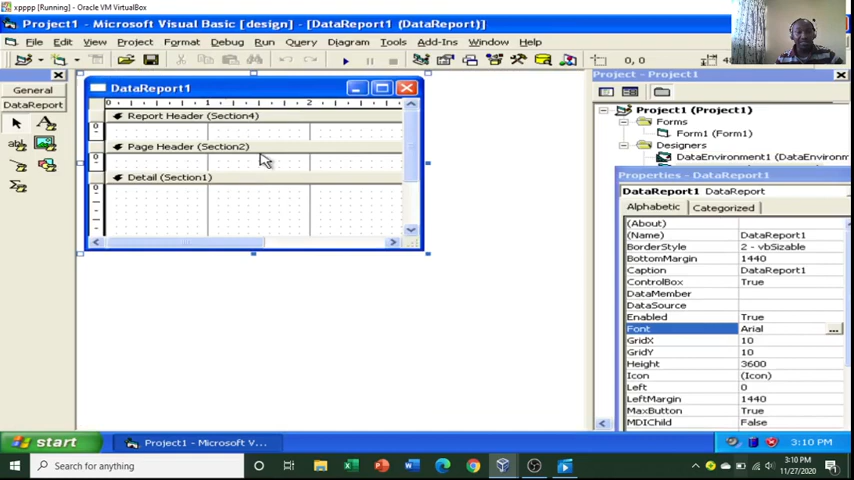 xpppp [Running] - Oracle VM VirtualBox
Project1 - Microsoft Visual Basic [design] - [DataReport1 (DataReport)]
File Edit View Project Format Debug Run Query Diagram Tools Add-Ins Window Help
0, 0
General
DataReport
DataReport1
0 1 2
Report Header (Section4)
Page Header (Section2)
Detail (Section1)
Project - Project1
Project1 (Project1)
Forms
Form1 (Form1)
Designers
DataEnvironment1 (DataEnvironm
Properties - DataReport1
DataReport1 DataReport
Alphabetic Categorized
(About)
(Name) DataReport1
BorderStyle 2 - vbSizable
BottomMargin 1440
Caption DataReport1
ControlBox True
DataMember
DataSource
Enabled True
Font Arial ...
GridX 10
GridY 10
Height 3600
Icon (Icon)
Left 0
LeftMargin 1440
MaxButton True
MDIChild False
start Project1 - Microsoft V... 3:10 PM
Search for anything 3:10 PM
11/27/2020